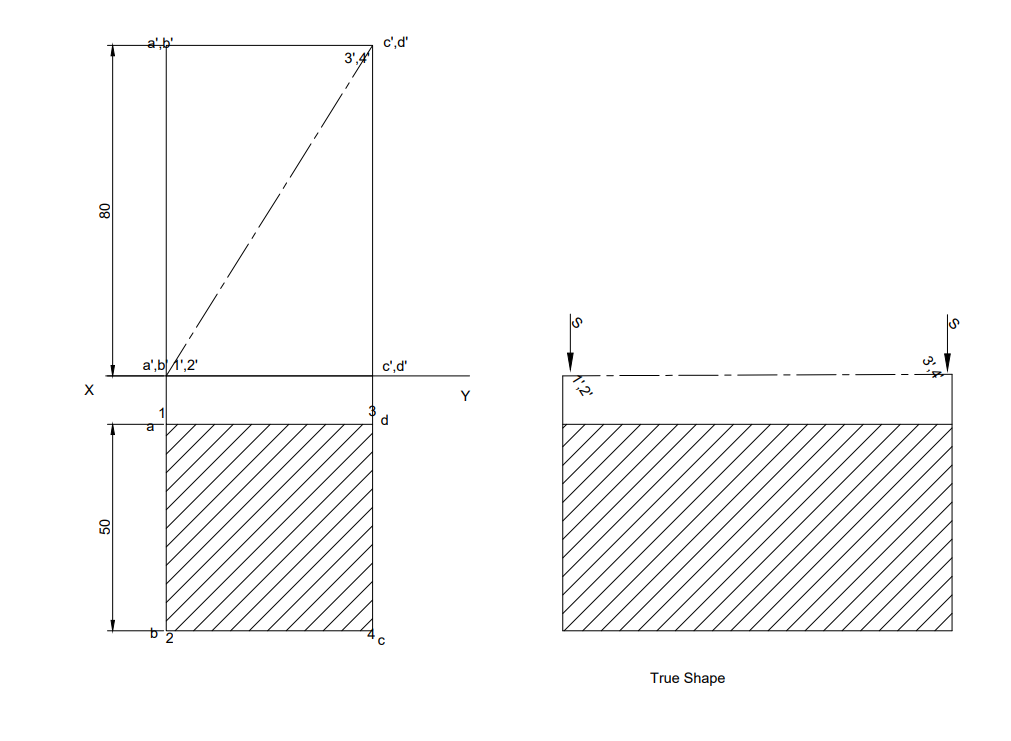 a',b'
c',d'
3',4'
80
a',b' 1',2'
c',d'
X
Y
1
3
a
d
50
b
2
4
c
S
S
1',2'
3',4'
True Shape